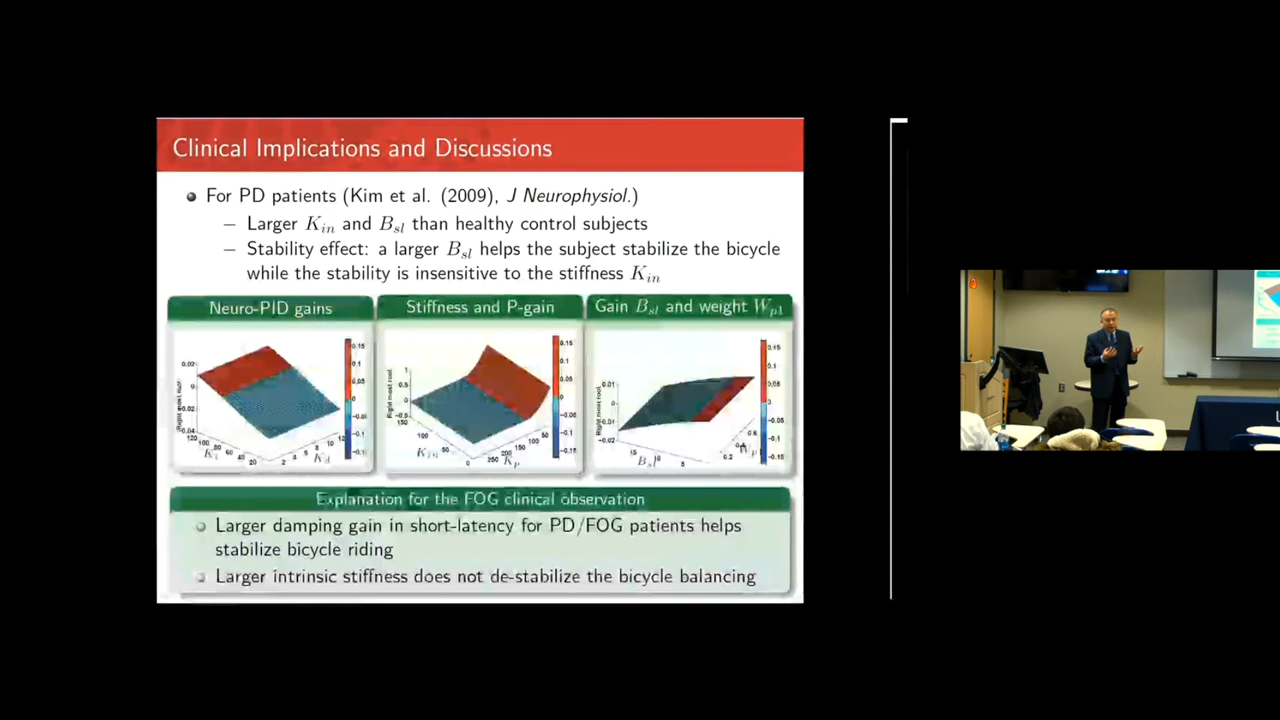 Clinical Implications and Discussions
For PD patients (Kim et al. (2009), J Neurophysiol.)
– Larger K_in and B_sl than healthy control subjects
– Stability effect: a larger B_sl helps the subject stabilize the bicycle
while the stability is insensitive to the stiffness K_in
Neuro-PID gains
Stiffness and P-gain
Gain B_sl and weight W_pl
Explanation for the FOG clinical observation
Larger damping gain in short-latency for PD/FOG patients helps
stabilize bicycle riding
Larger intrinsic stiffness does not de-stabilize the bicycle balancing